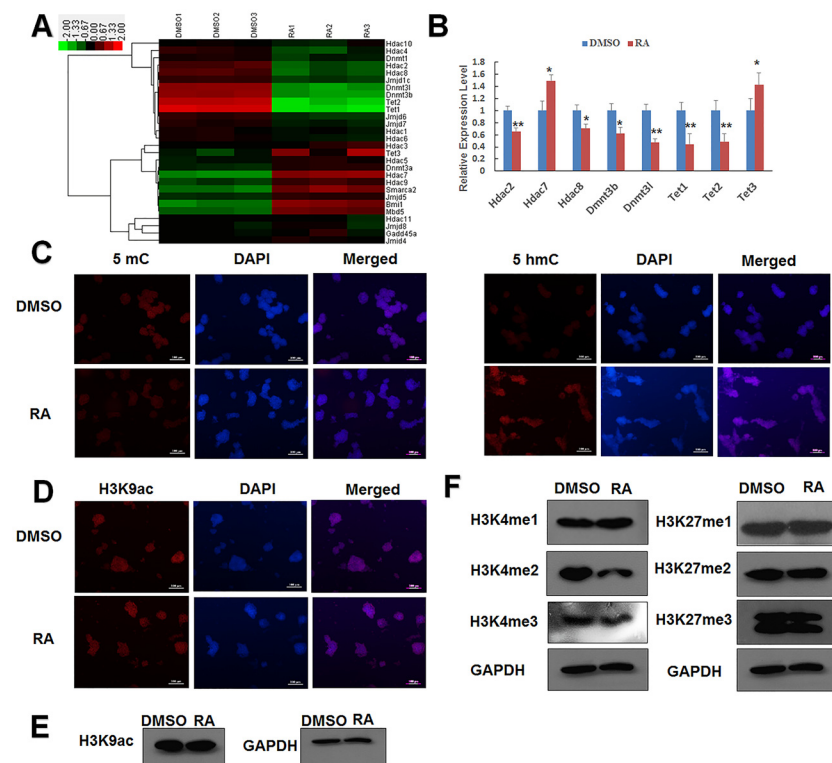 A
-2.00
-1.33
-0.67
0.00
0.67
1.33
2.00
DMSO1
DMSO2
DMSO3
RA1
RA2
RA3
Hdac10
Hdac4
Dnmt1
Hdac2
Hdac8
Jmjd1c
Dnmt3l
Dnmt3b
Tet2
Tet1
Jmjd6
Jmjd7
Hdac1
Hdac6
Hdac3
Tet3
Hdac5
Dnmt3a
Hdac7
Hdac9
Smarca2
Jmjd5
Bmi1
Mbd5
Hdac11
Jmjd8
Gadd45a
Jmjd4
B
DMSO RA
Relative Expression Level
1.8
1.6
1.4
1.2
1
0.8
0.6
0.4
0.2
0
** * * * ** ** ** *
Hdac2 Hdac7 Hdac8 Dmnt3b Dnmt3l Tet1 Tet2 Tet3
C
5 mC DAPI Merged
DMSO
RA
5 hmC DAPI Merged
D
H3K9ac DAPI Merged
DMSO
RA
E
DMSO RA
H3K9ac
DMSO RA
GAPDH
F
DMSO RA
H3K4me1
H3K4me2
H3K4me3
GAPDH
DMSO RA
H3K27me1
H3K27me2
H3K27me3
GAPDH